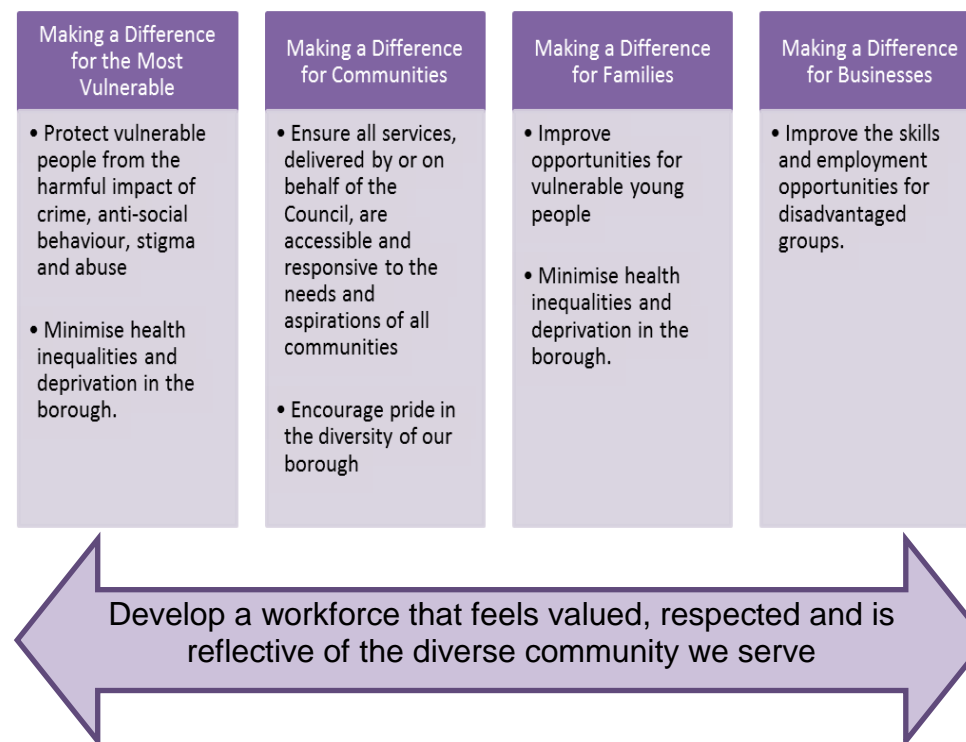 Making a Difference
for the Most
Vulnerable
• Protect vulnerable
people from the
harmful impact of
crime, anti-social
behaviour, stigma
and abuse
• Minimise health
inequalities and
deprivation in the
borough.
Making a Difference
for Communities
• Ensure all services,
delivered by or on
behalf of the
Council, are
accessible and
responsive to the
needs and
aspirations of all
communities
• Encourage pride in
the diversity of our
borough
Making a Difference
for Families
• Improve
opportunities for
vulnerable young
people
• Minimise health
inequalities and
deprivation in the
borough.
Making a Difference
for Businesses
• Improve the skills
and employment
opportunities for
disadvantaged
groups.
Develop a workforce that feels valued, respected and is
reflective of the diverse community we serve